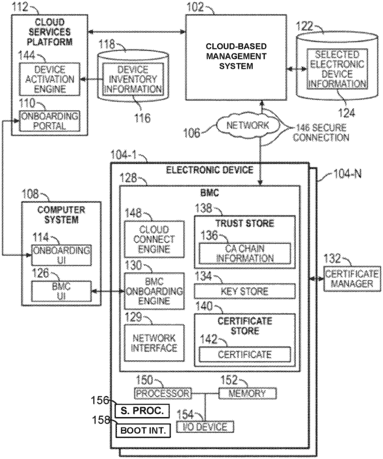 112
CLOUD
SERVICES
PLATFORM
144
DEVICE
ACTIVATION
ENGINE
110
ONBOARDING
PORTAL
118
DEVICE
INVENTORY
INFORMATION
116
102
CLOUD-BASED
MANAGEMENT
SYSTEM
122
SELECTED
ELECTRONIC
DEVICE
INFORMATION
124
106
NETWORK
146 SECURE
CONNECTION
104-1
ELECTRONIC DEVICE
104-N
108
COMPUTER
SYSTEM
114
ONBOARDING
UI
126
BMC
UI
128
BMC
148
CLOUD
CONNECT
ENGINE
130
BMC
ONBOARDING
ENGINE
129
NETWORK
INTERFACE
138
TRUST STORE
136
CA CHAIN
INFORMATION
134
KEY STORE
140
CERTIFICATE
STORE
142
CERTIFICATE
132
CERTIFICATE
MANAGER
150
PROCESSOR
152
MEMORY
156
S. PROC.
158
BOOT INT.
154
I/O DEVICE